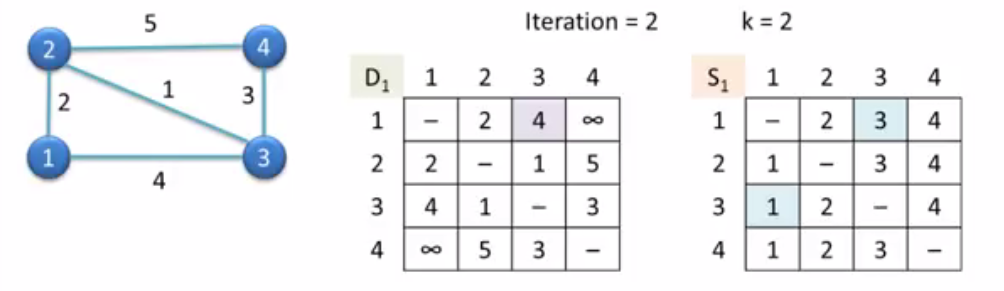 Iteration = 2 k = 2
5
2 4
1
2 3
1 3
4
D₁ 1 2 3 4
1 – 2 4 ∞
2 2 – 1 5
3 4 1 – 3
4 ∞ 5 3 –
S₁ 1 2 3 4
1 – 2 3 4
2 1 – 3 4
3 1 2 – 4
4 1 2 3 –